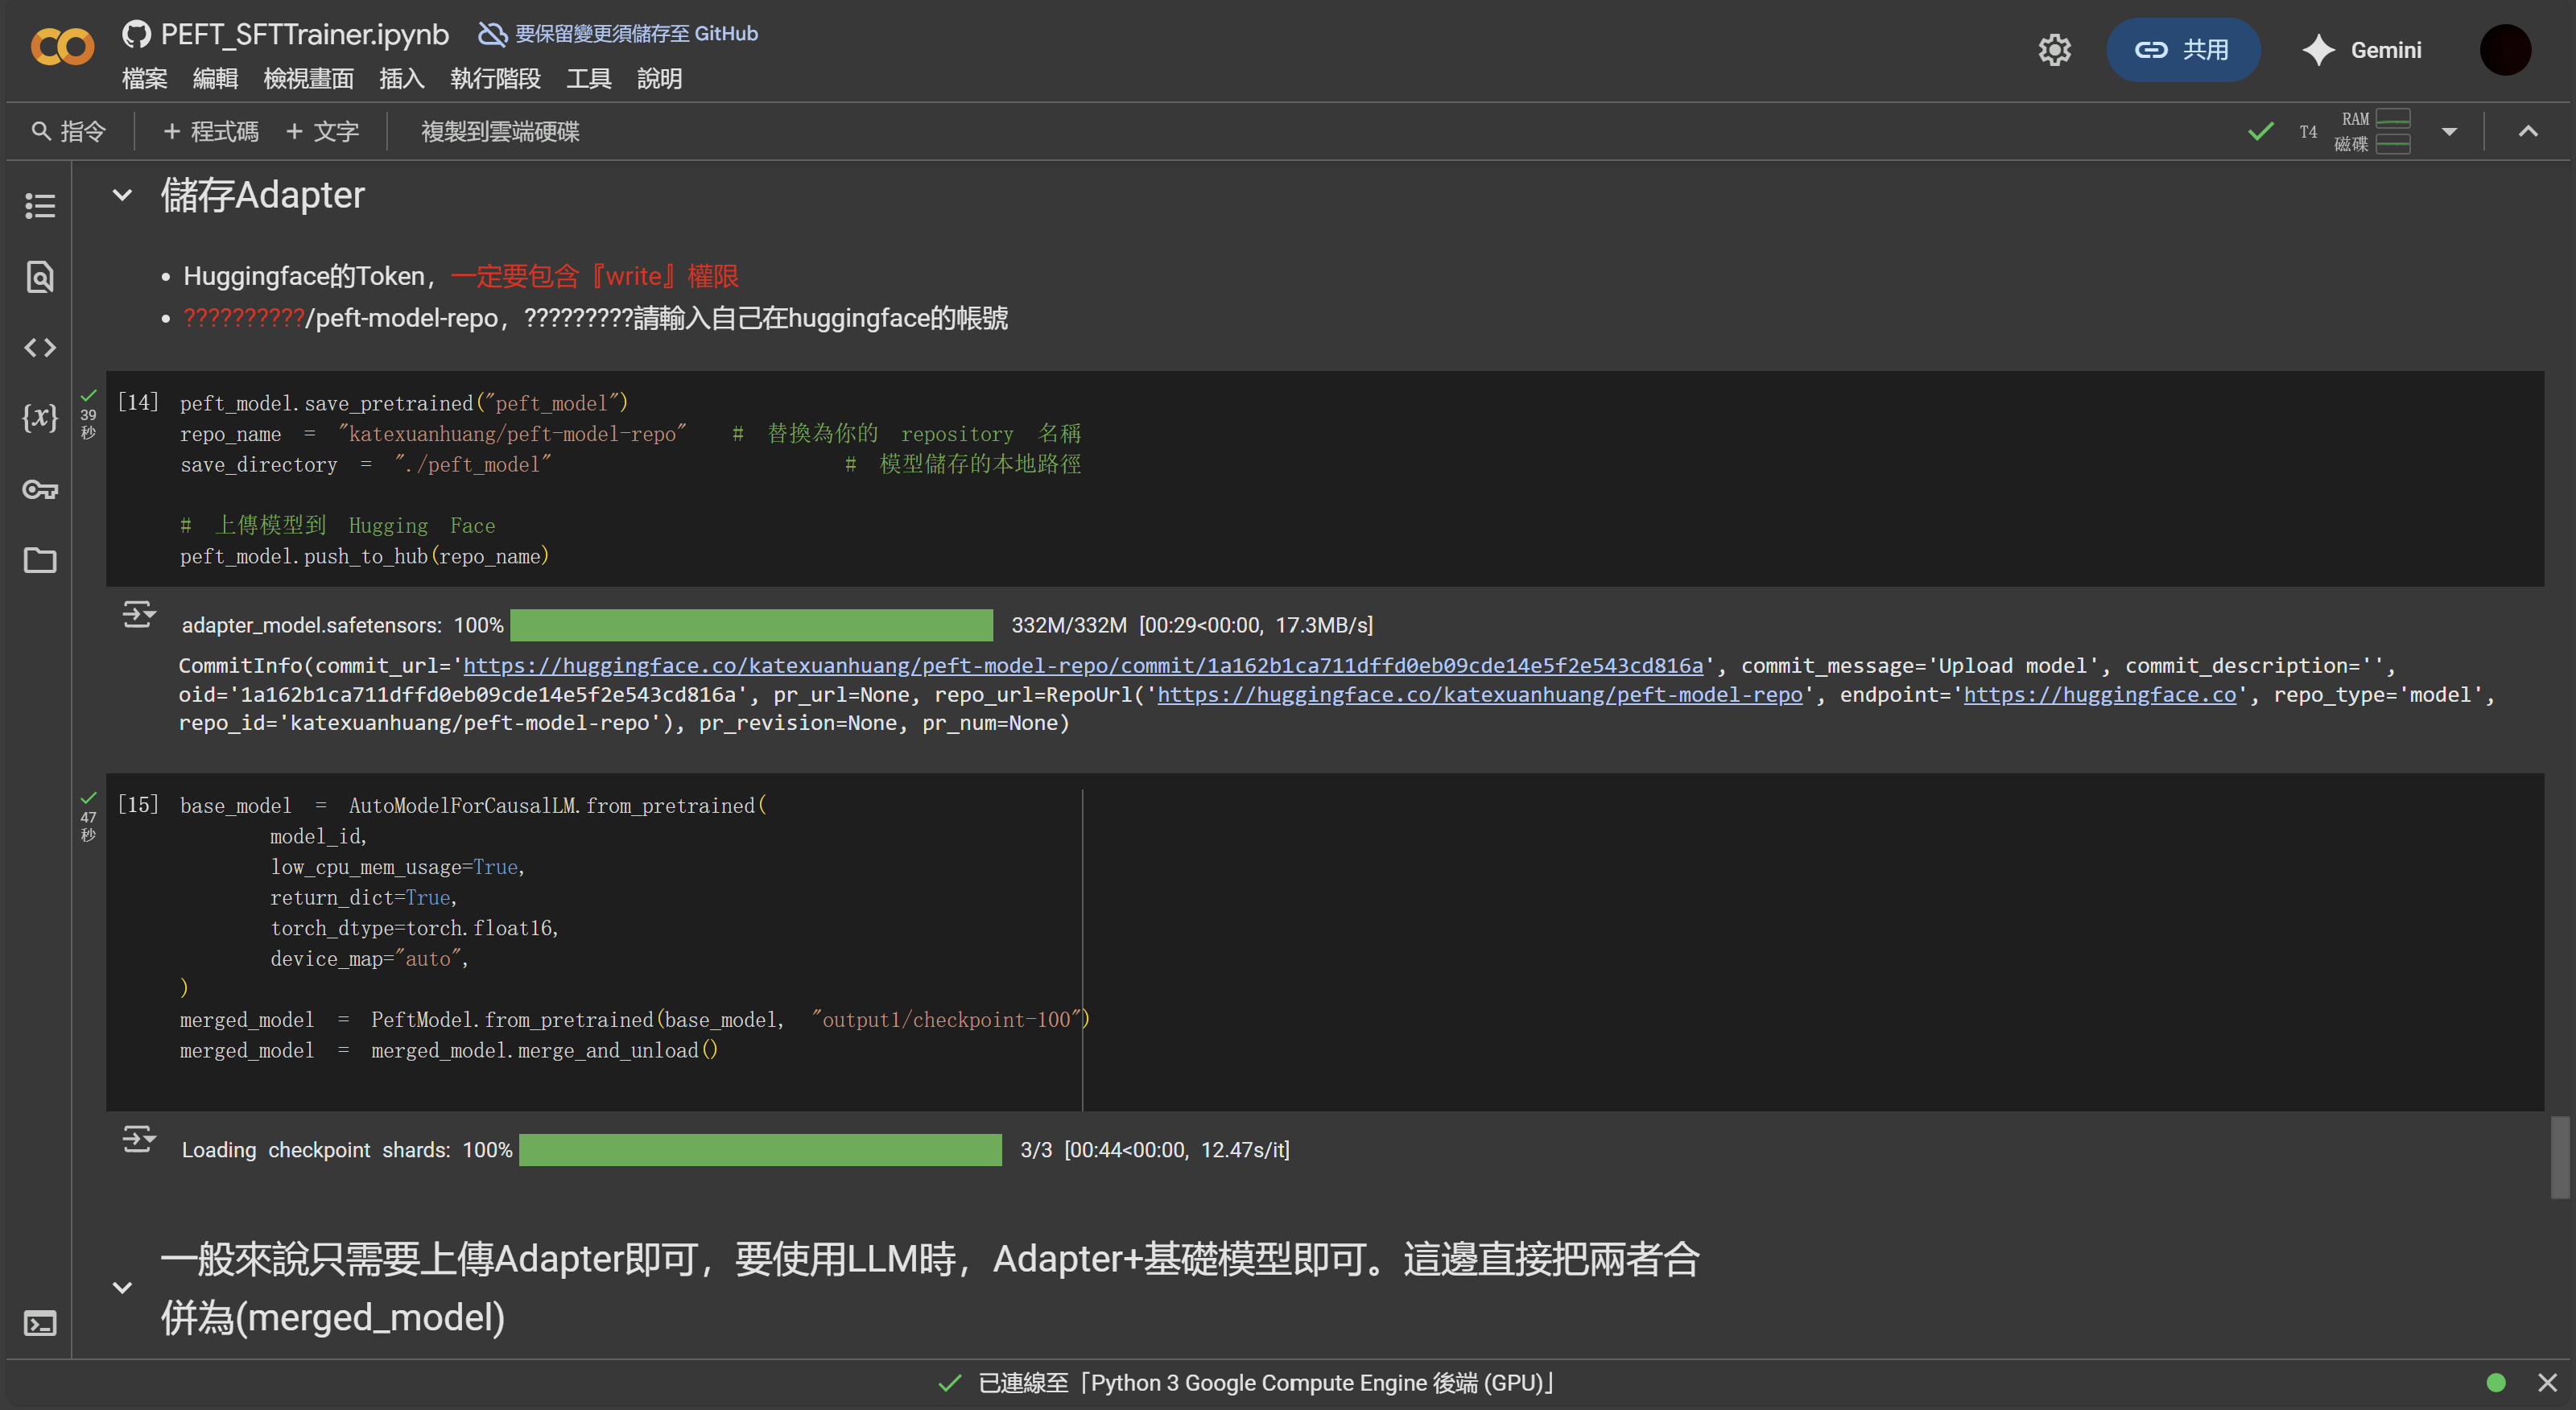 PEFT_SFTTrainer.ipynb 要保留變更須儲存至 GitHub
檔案 編輯 檢視畫面 插入 執行階段 工具 說明
共用 Gemini
指令 + 程式碼 + 文字 複製到雲端硬碟
T4 RAM 磁碟
儲存Adapter
• Huggingface的Token，一定要包含『write』權限
• ??????????/peft-model-repo，?????????請輸入自己在huggingface的帳號
39 秒
[14] peft_model.save_pretrained("peft_model")
repo_name = "katexuanhuang/peft-model-repo" # 替換為你的 repository 名稱
save_directory = "./peft_model" # 模型儲存的本地路徑
# 上傳模型到 Hugging Face
peft_model.push_to_hub(repo_name)
adapter_model.safetensors: 100% 332M/332M [00:29<00:00, 17.3MB/s]
CommitInfo(commit_url='https://huggingface.co/katexuanhuang/peft-model-repo/commit/1a162b1ca711dffd0eb09cde14e5f2e543cd816a', commit_message='Upload model', commit_description='',
oid='1a162b1ca711dffd0eb09cde14e5f2e543cd816a', pr_url=None, repo_url=RepoUrl('https://huggingface.co/katexuanhuang/peft-model-repo', endpoint='https://huggingface.co', repo_type='model',
repo_id='katexuanhuang/peft-model-repo'), pr_revision=None, pr_num=None)
47 秒
[15] base_model = AutoModelForCausalLM.from_pretrained(
model_id,
low_cpu_mem_usage=True,
return_dict=True,
torch_dtype=torch.float16,
device_map="auto",
)
merged_model = PeftModel.from_pretrained(base_model, "output1/checkpoint-100")
merged_model = merged_model.merge_and_unload()
Loading checkpoint shards: 100% 3/3 [00:44<00:00, 12.47s/it]
一般來說只需要上傳Adapter即可，要使用LLM時，Adapter+基礎模型即可。這邊直接把兩者合
併為(merged_model)
已連線至「Python 3 Google Compute Engine 後端 (GPU)」